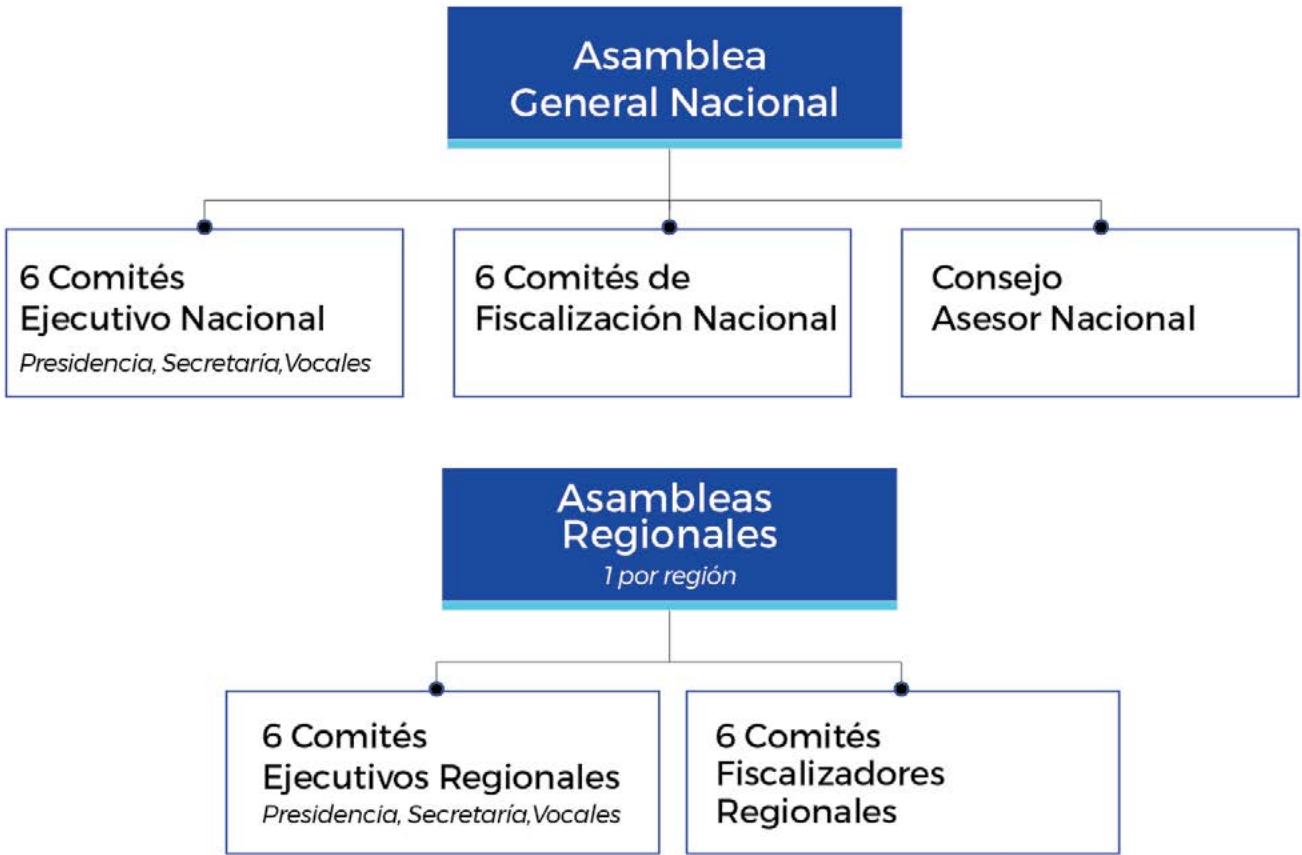 Asamblea
General Nacional
6 Comités
Ejecutivo Nacional
Presidencia, Secretaría,Vocales
6 Comités de
Fiscalización Nacional
Consejo
Asesor Nacional
Asambleas
Regionales
1 por región
6 Comités
Ejecutivos Regionales
Presidencia, Secretaría,Vocales
6 Comités
Fiscalizadores
Regionales